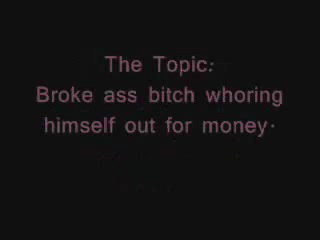 The Topic:
Broke ass bitch whoring
himself out for money.